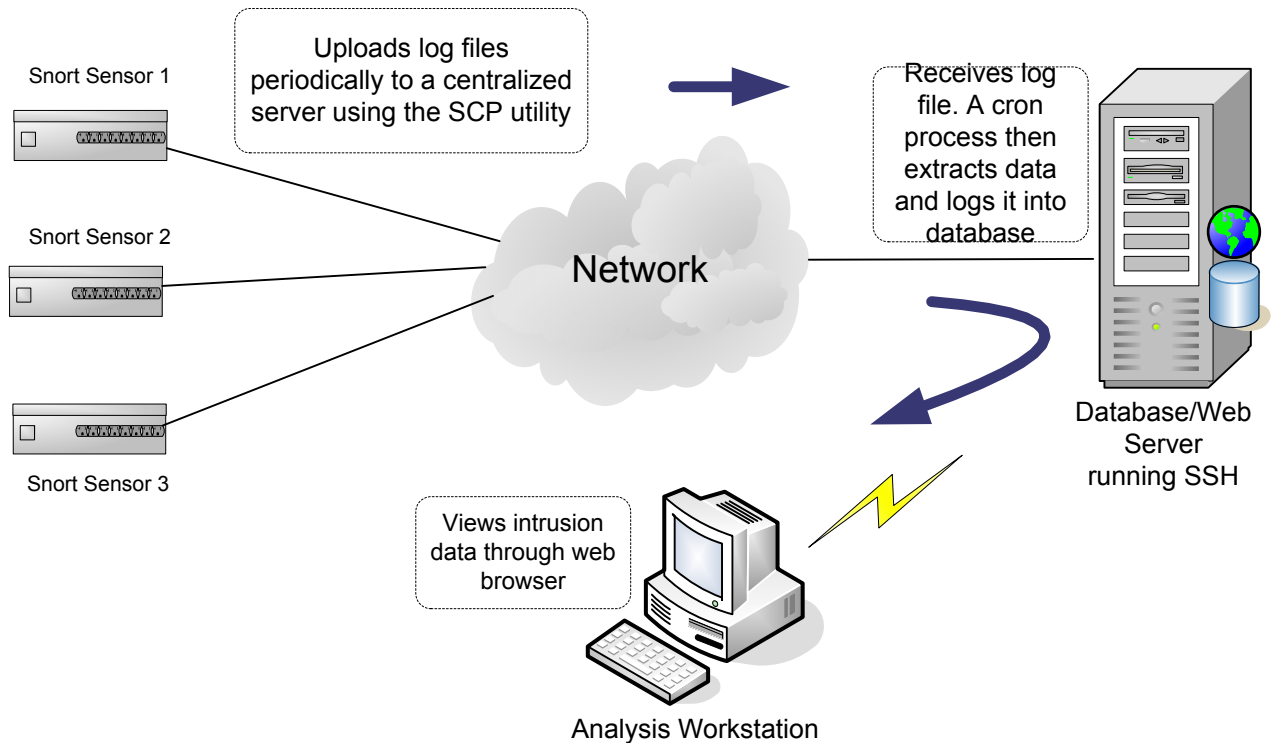 Snort Sensor 1
Uploads log files
periodically to a centralized
server using the SCP utility
Receives log
file. A cron
process then
extracts data
and logs it into
database
Snort Sensor 2
Network
Snort Sensor 3
Database/Web
Server
running SSH
Views intrusion
data through web
browser
Analysis Workstation